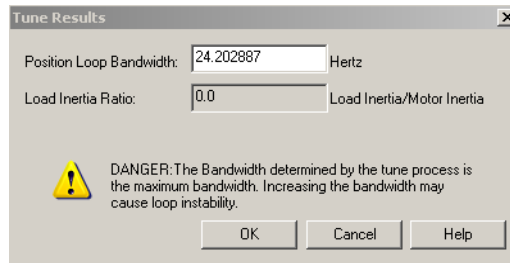 Tune Results
Position Loop Bandwidth: 24.202887 Hertz
Load Inertia Ratio: 0.0 Load Inertia/Motor Inertia
DANGER:The Bandwidth determined by the tune process is
the maximum bandwidth. Increasing the bandwidth may
cause loop instability.
OK Cancel Help